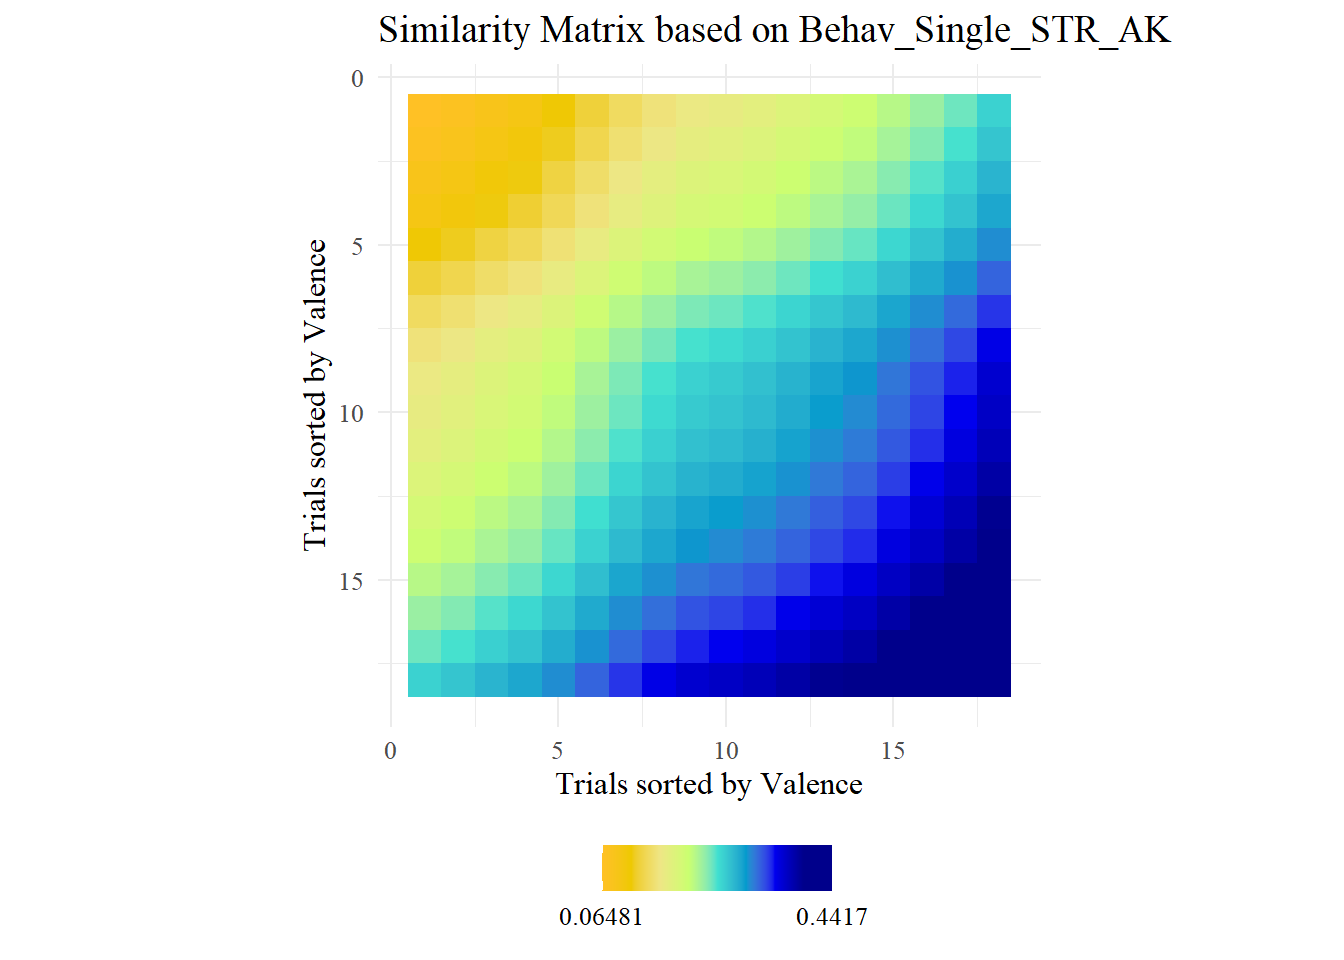 Similarity Matrix based on Behav_Single_STR_AK
0
5
10
15
Trials sorted by Valence
0 5 10 15
Trials sorted by Valence
0.06481 0.4417